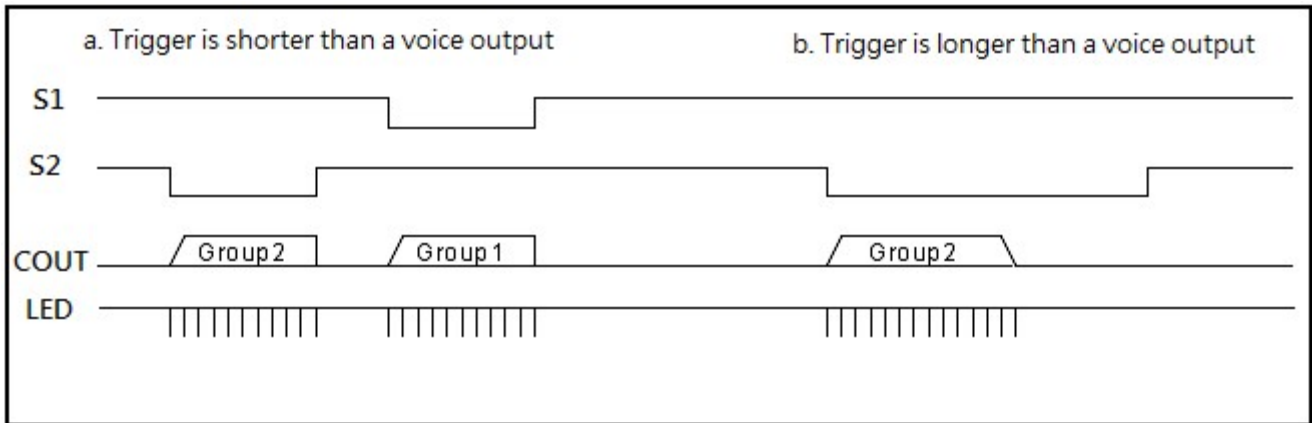 a. Trigger is shorter than a voice output
b. Trigger is longer than a voice output
S1
S2
COUT
Group2
Group1
Group2
LED